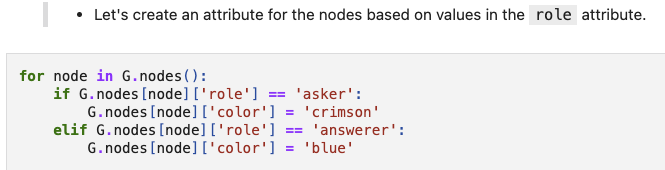 • Let's create an attribute for the nodes based on values in the role attribute.
for node in G.nodes():
    if G.nodes[node]['role'] == 'asker':
        G.nodes[node]['color'] = 'crimson'
    elif G.nodes[node]['role'] == 'answerer':
        G.nodes[node]['color'] = 'blue'